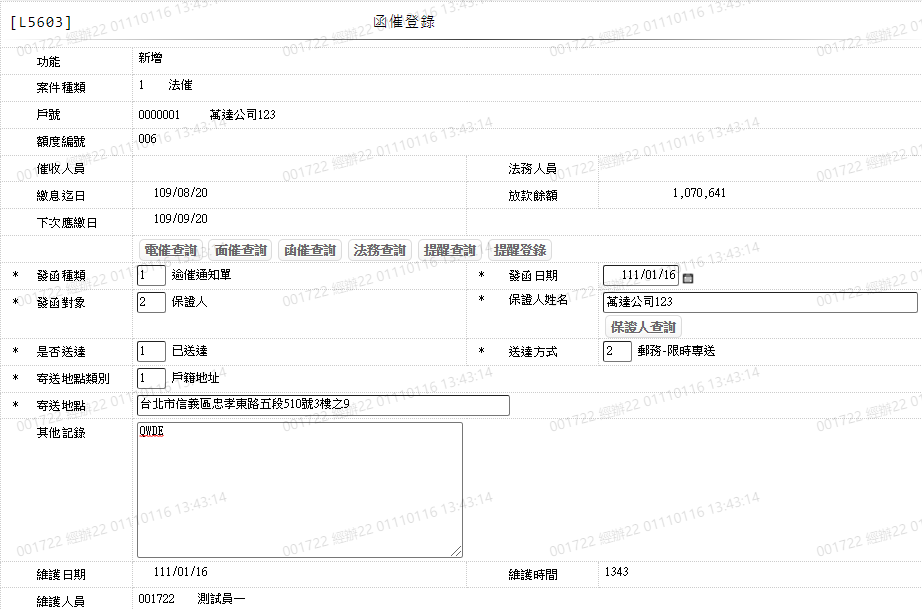 [L5603] 函催登錄
功能 新增
案件種類 1 法催
戶號 0000001 萬達公司123
額度編號 006
催收人員 法務人員
繳息迄日 109/08/20 放款餘額 1,070,641
下次應繳日 109/09/20
電催查詢 面催查詢 函催查詢 法務查詢 提醒查詢 提醒登錄
* 發函種類 1 逾催通知單 * 發函日期 111/01/16
* 發函對象 2 保證人 * 保證人姓名 萬達公司123
保證人查詢
* 是否送達 1 已送達 * 送達方式 2 郵務-限時專送
* 寄送地點類別 1 戶籍地址
* 寄送地點 台北市信義區忠孝東路五段510號3樓之9
其他記錄 QWDE
維護日期 111/01/16 維護時間 1343
維護人員 001722 測試員一
001722 經辦22 01110116 13:43:14